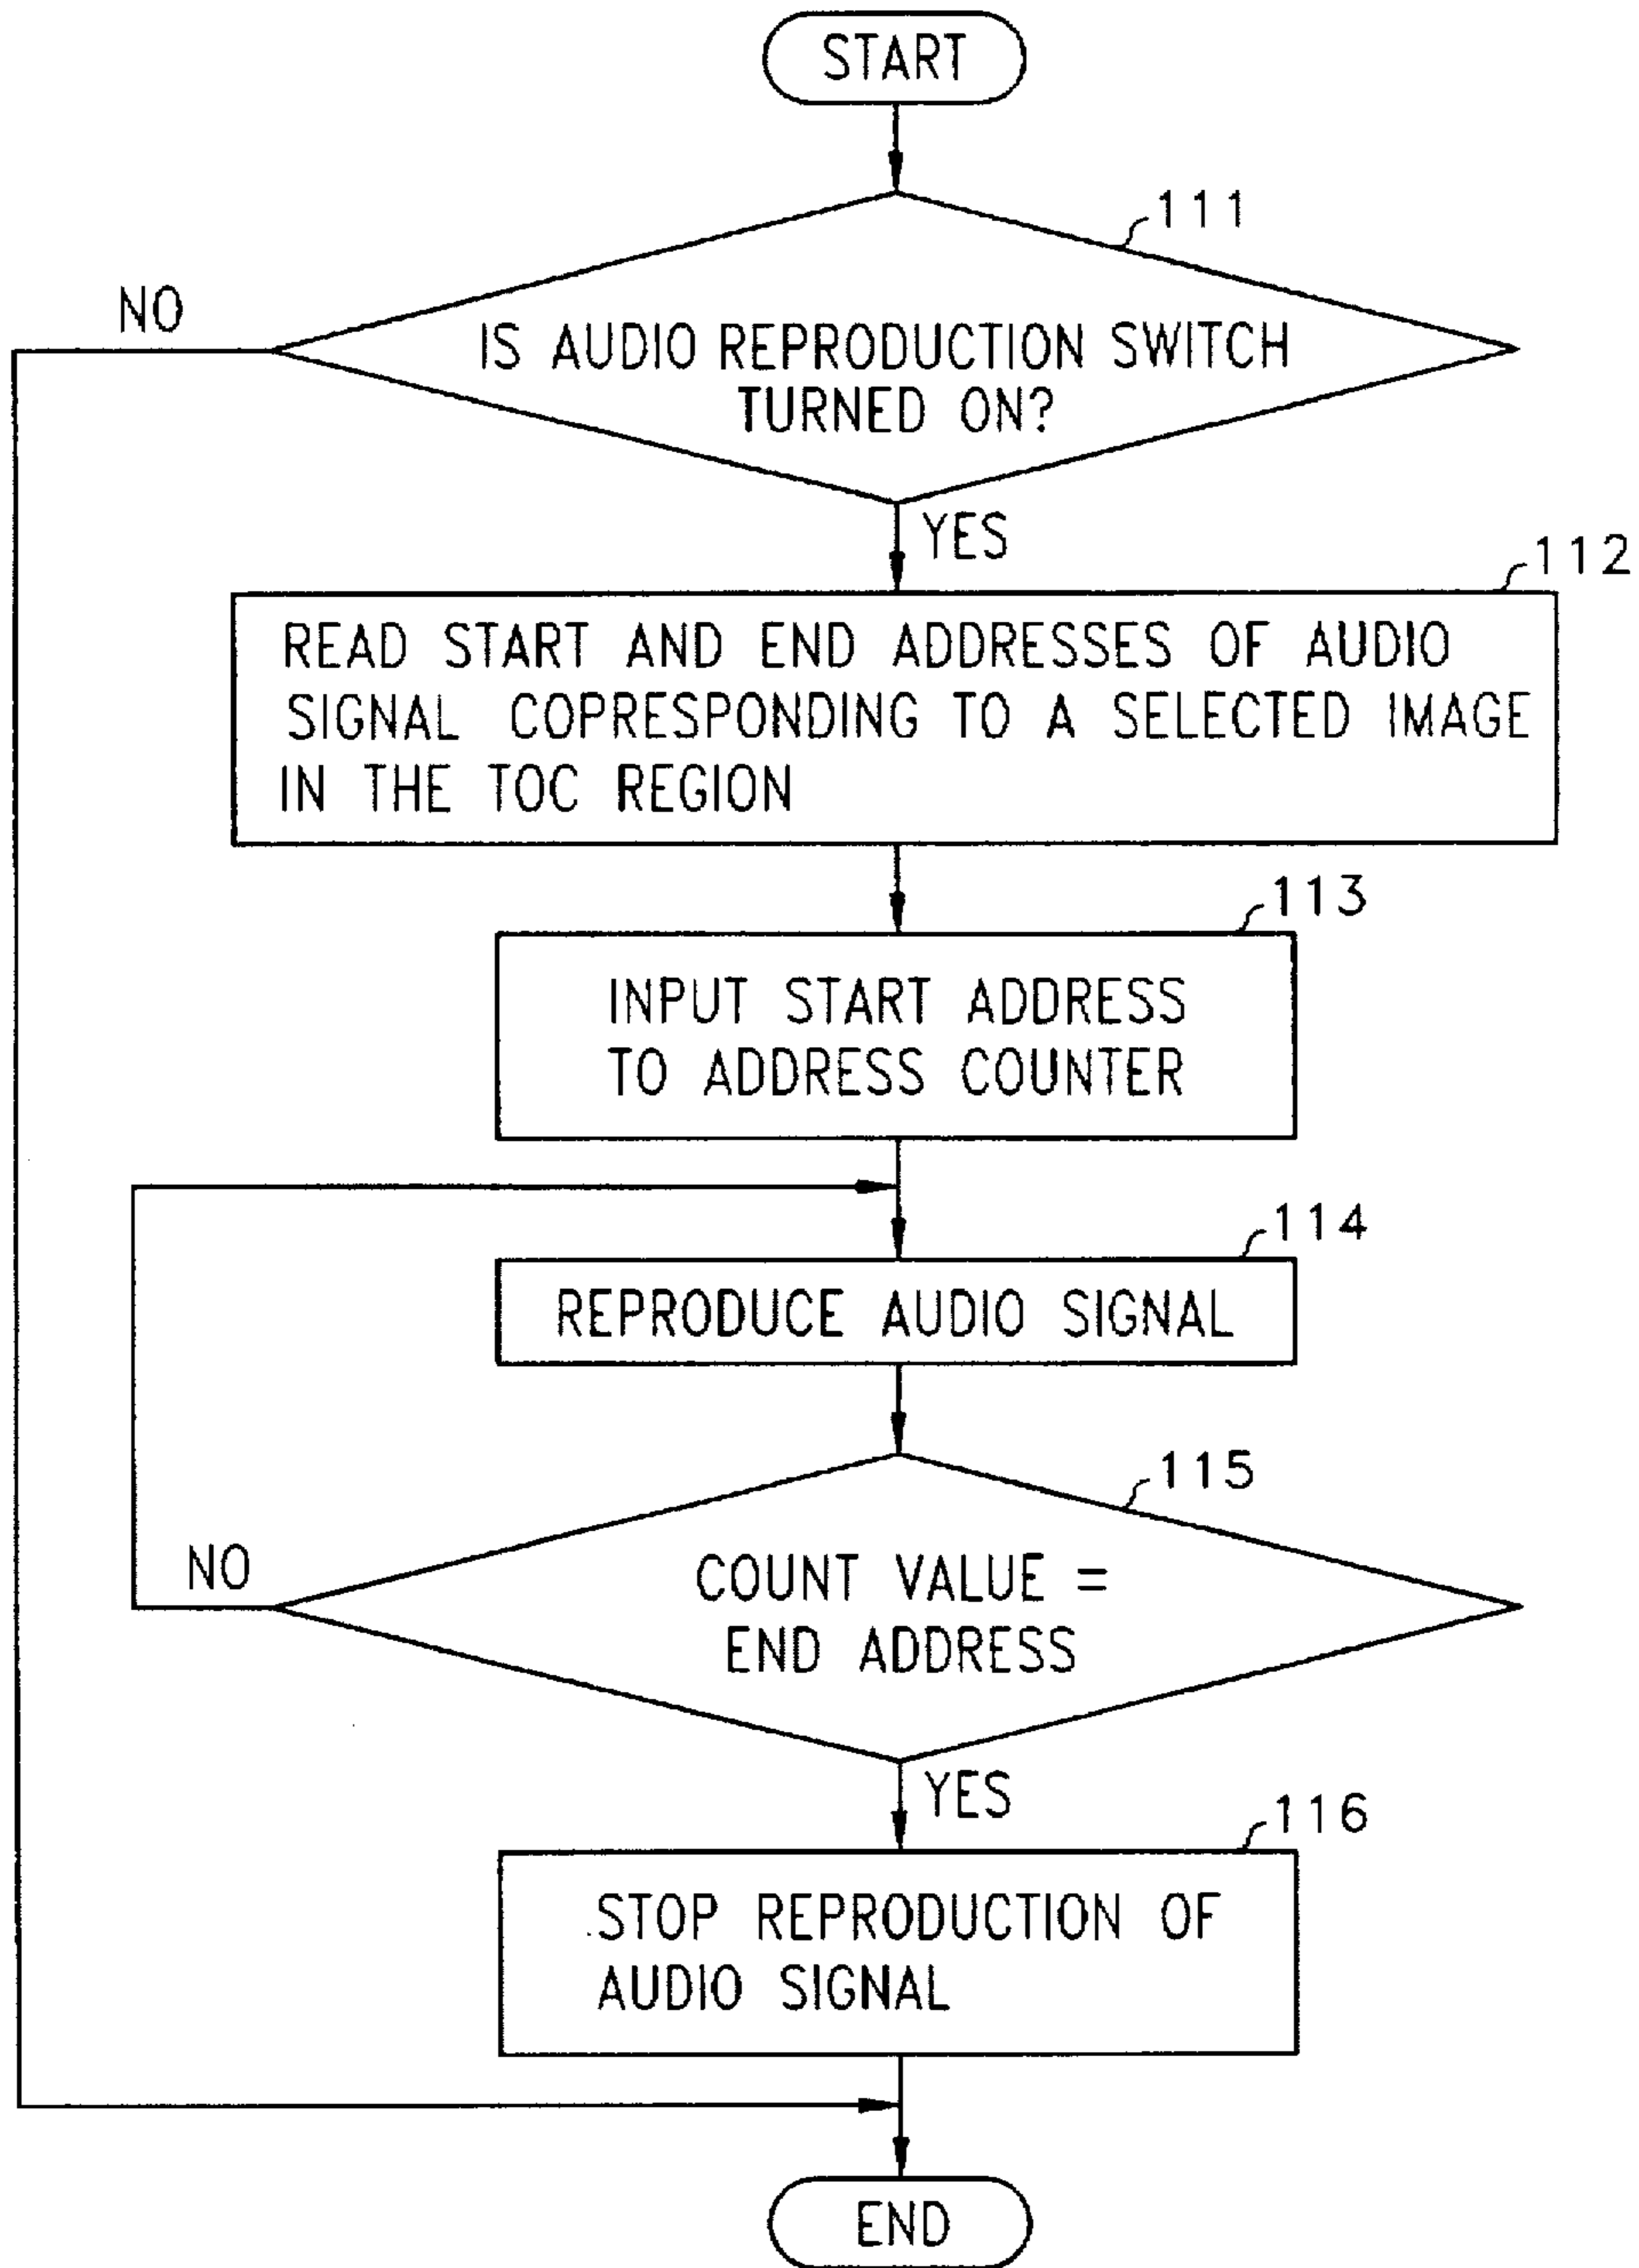 START
111
NO
IS AUDIO REPRODUCTION SWITCH
TURNED ON?
YES
112
READ START AND END ADDRESSES OF AUDIO
SIGNAL COPRESPONDING TO A SELECTED IMAGE
IN THE TOC REGION
113
INPUT START ADDRESS
TO ADDRESS COUNTER
114
REPRODUCE AUDIO SIGNAL
115
NO
COUNT VALUE =
END ADDRESS
YES
116
STOP REPRODUCTION OF
AUDIO SIGNAL
END